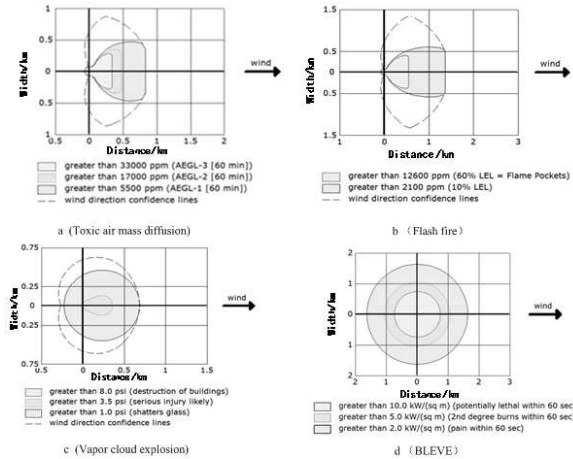 1
0.5
0
0.5
1
Width/km
wind
0.5 0 0.5 1 1.5 2
Distance/km
greater than 33000 ppm (AEGL-3 [60 min])
greater than 17000 ppm (AEGL-2 [60 min])
greater than 5500 ppm (AEGL-1 [60 min])
wind direction confidence lines
a (Toxic air mass diffusion)
1.5
1
0.5
0
0.5
1
1.5
Width/km
wind
1 0 1 2 3
Distance/km
greater than 12600 ppm (60% LEL = Flame Pockets)
greater than 2100 ppm (10% LEL)
wind direction confidence lines
b (Flash fire)
0.75
0.25
0
0.25
0.75
Width/km
wind
0.5 0 0.5 1 1.5
Distance/km
greater than 8.0 psi (destruction of buildings)
greater than 3.5 psi (serious injury likely)
greater than 1.0 psi (shatters glass)
wind direction confidence lines
c (Vapor cloud explosion)
2
1
0
1
2
Width/km
wind
3 2 1 0 1 2 3
Distance/km
greater than 10.0 kW/(sq m) (potentially lethal within 60 sec)
greater than 5.0 kW/(sq m) (2nd degree burns within 60 sec)
greater than 2.0 kW/(sq m) (pain within 60 sec)
d (BLEVE)